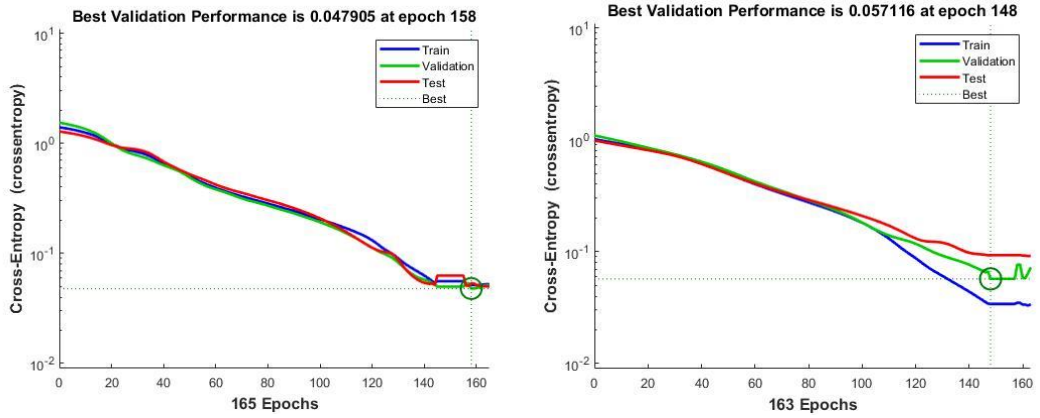 Best Validation Performance is 0.047905 at epoch 158
Cross-Entropy (crossentropy)
10^1
10^0
10^-1
10^-2
Train
Validation
Test
Best
0 20 40 60 80 100 120 140 160
165 Epochs
Best Validation Performance is 0.057116 at epoch 148
Cross-Entropy (crossentropy)
10^1
10^0
10^-1
10^-2
Train
Validation
Test
Best
0 20 40 60 80 100 120 140 160
163 Epochs